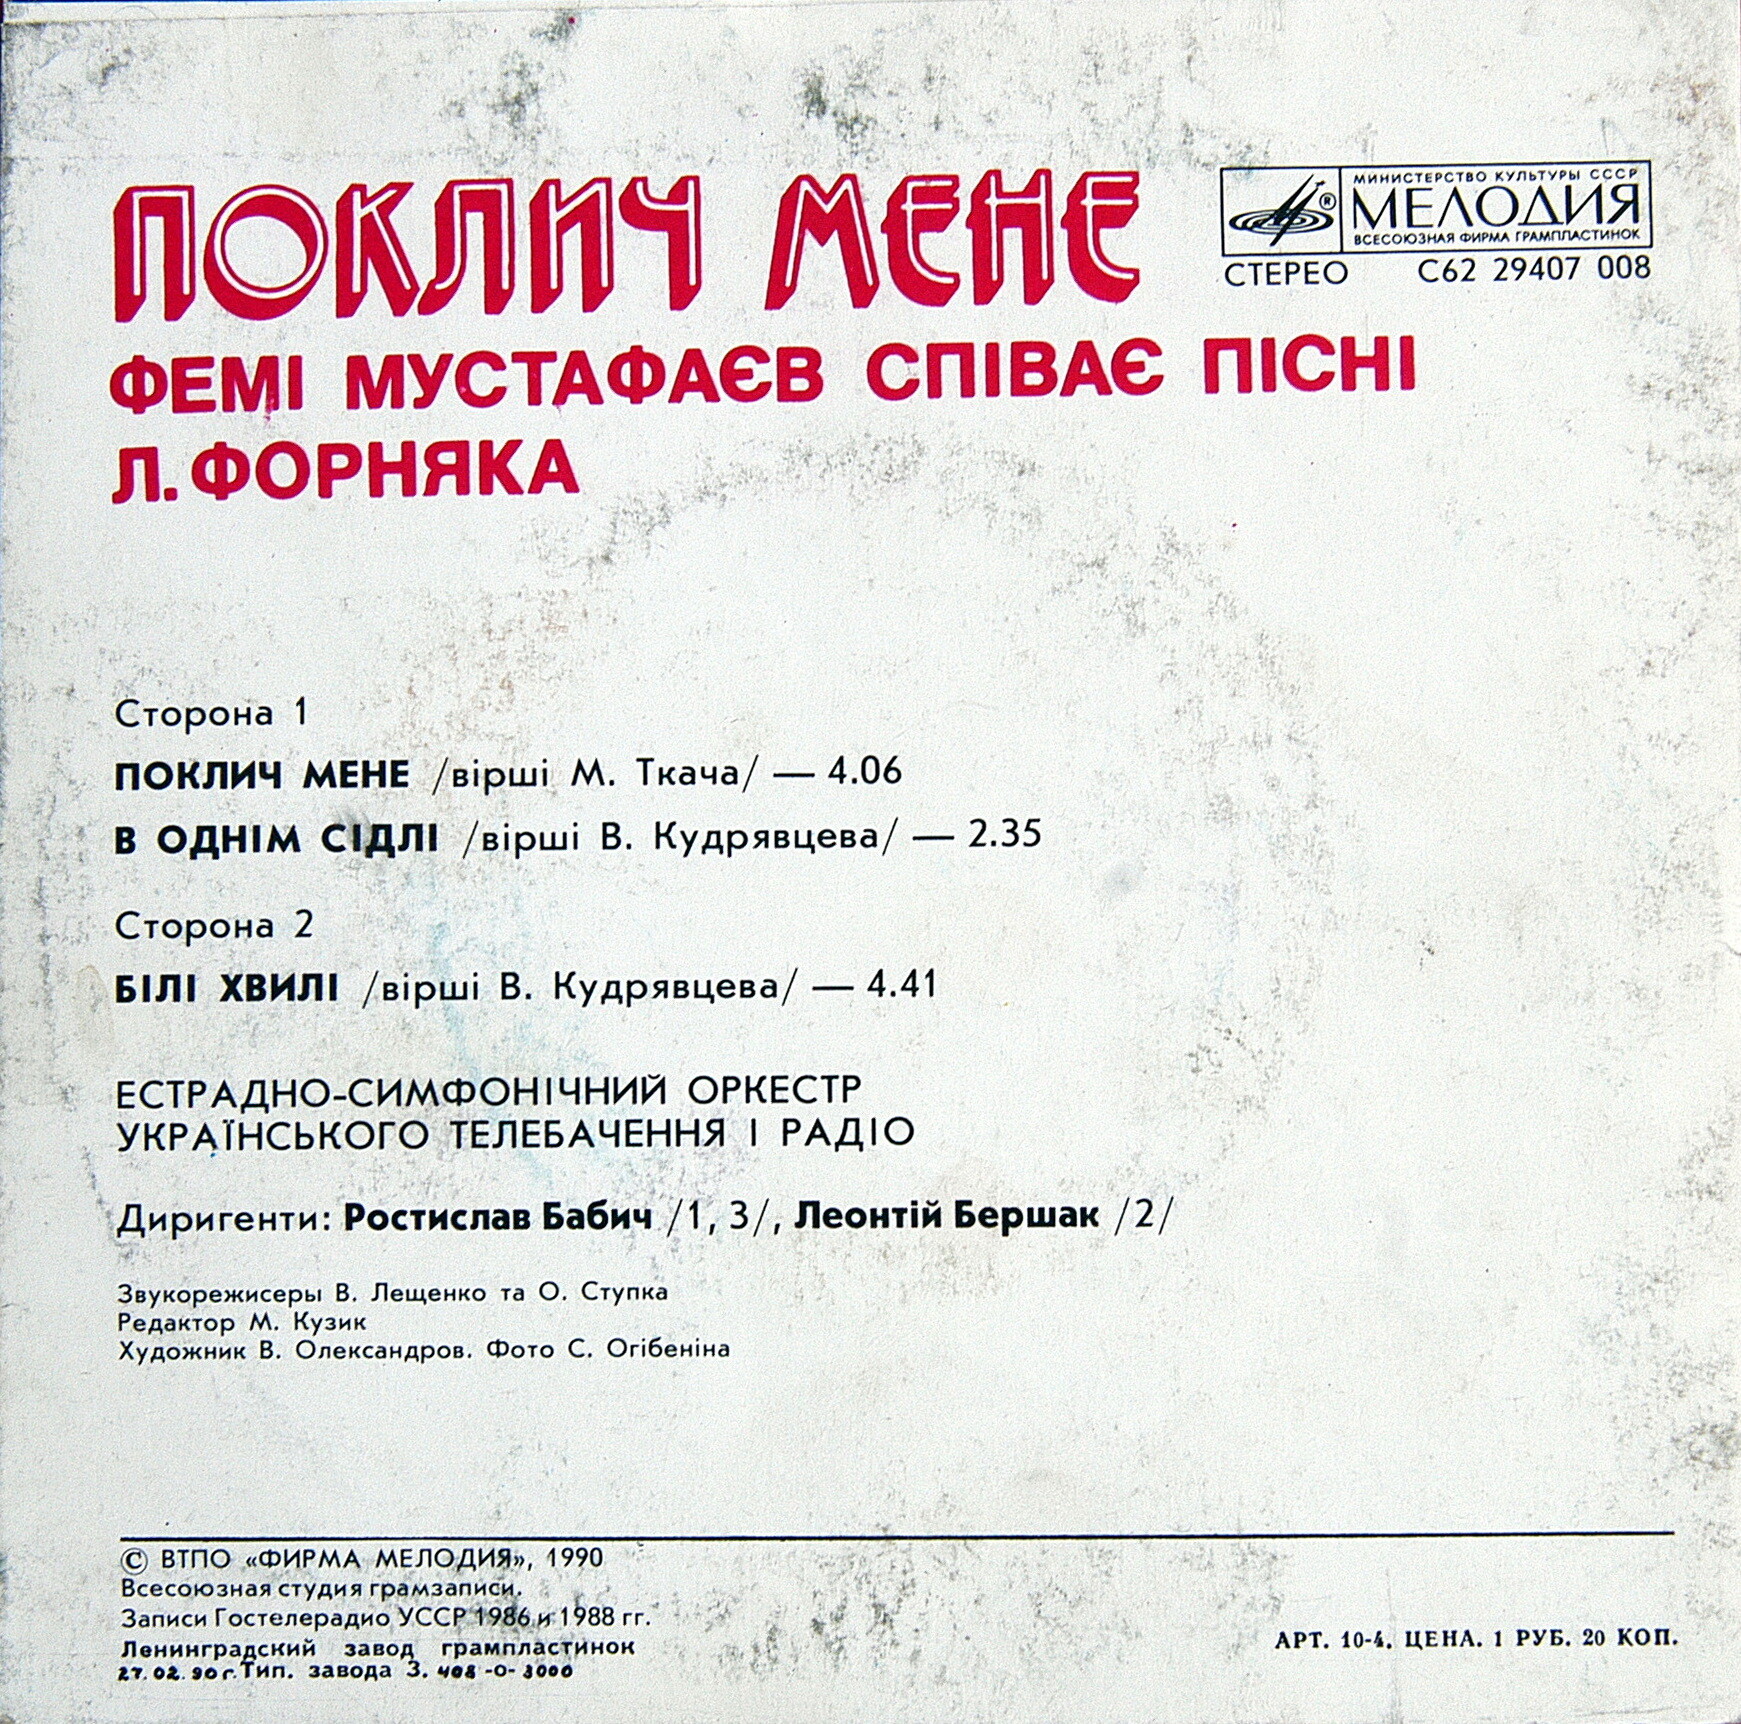 ПОКЛИЧ МЕНЕ
МИНИСТЕРСТВО КУЛЬТУРЫ СССР
МЕЛОДИЯ
ВСЕСОЮЗНАЯ ФИРМА ГРАМПЛАСТИНОК
СТЕРЕО С62 29407 008
ФЕМІ МУСТАФАЄВ СПІВАЄ ПІСНІ
Л. ФОРНЯКА
Сторона 1
ПОКЛИЧ МЕНЕ /вірші М. Ткача/ — 4.06
В ОДНІМ СІДЛІ /вірші В. Кудрявцева/ — 2.35
Сторона 2
БІЛІ ХВИЛІ /вірші В. Кудрявцева/ — 4.41
ЕСТРАДНО-СИМФОНІЧНИЙ ОРКЕСТР
УКРАЇНСЬКОГО ТЕЛЕБАЧЕННЯ І РАДІО
Диригенти: Ростислав Бабич /1, 3/, Леонтій Бершак /2/
Звукорежисеры В. Лещенко та О. Ступка
Редактор М. Кузик
Художник В. Олександров. Фото С. Огібеніна
© ВТПО «ФИРМА МЕЛОДИЯ», 1990
Всесоюзная студия грамзаписи.
Записи Гостелерадио УССР 1986 и 1988 гг.
Ленинградский завод грампластинок
27.02.90г. Тип. завода З. 408-0-3000
АРТ. 10-4. ЦЕНА. 1 РУБ. 20 КОП.